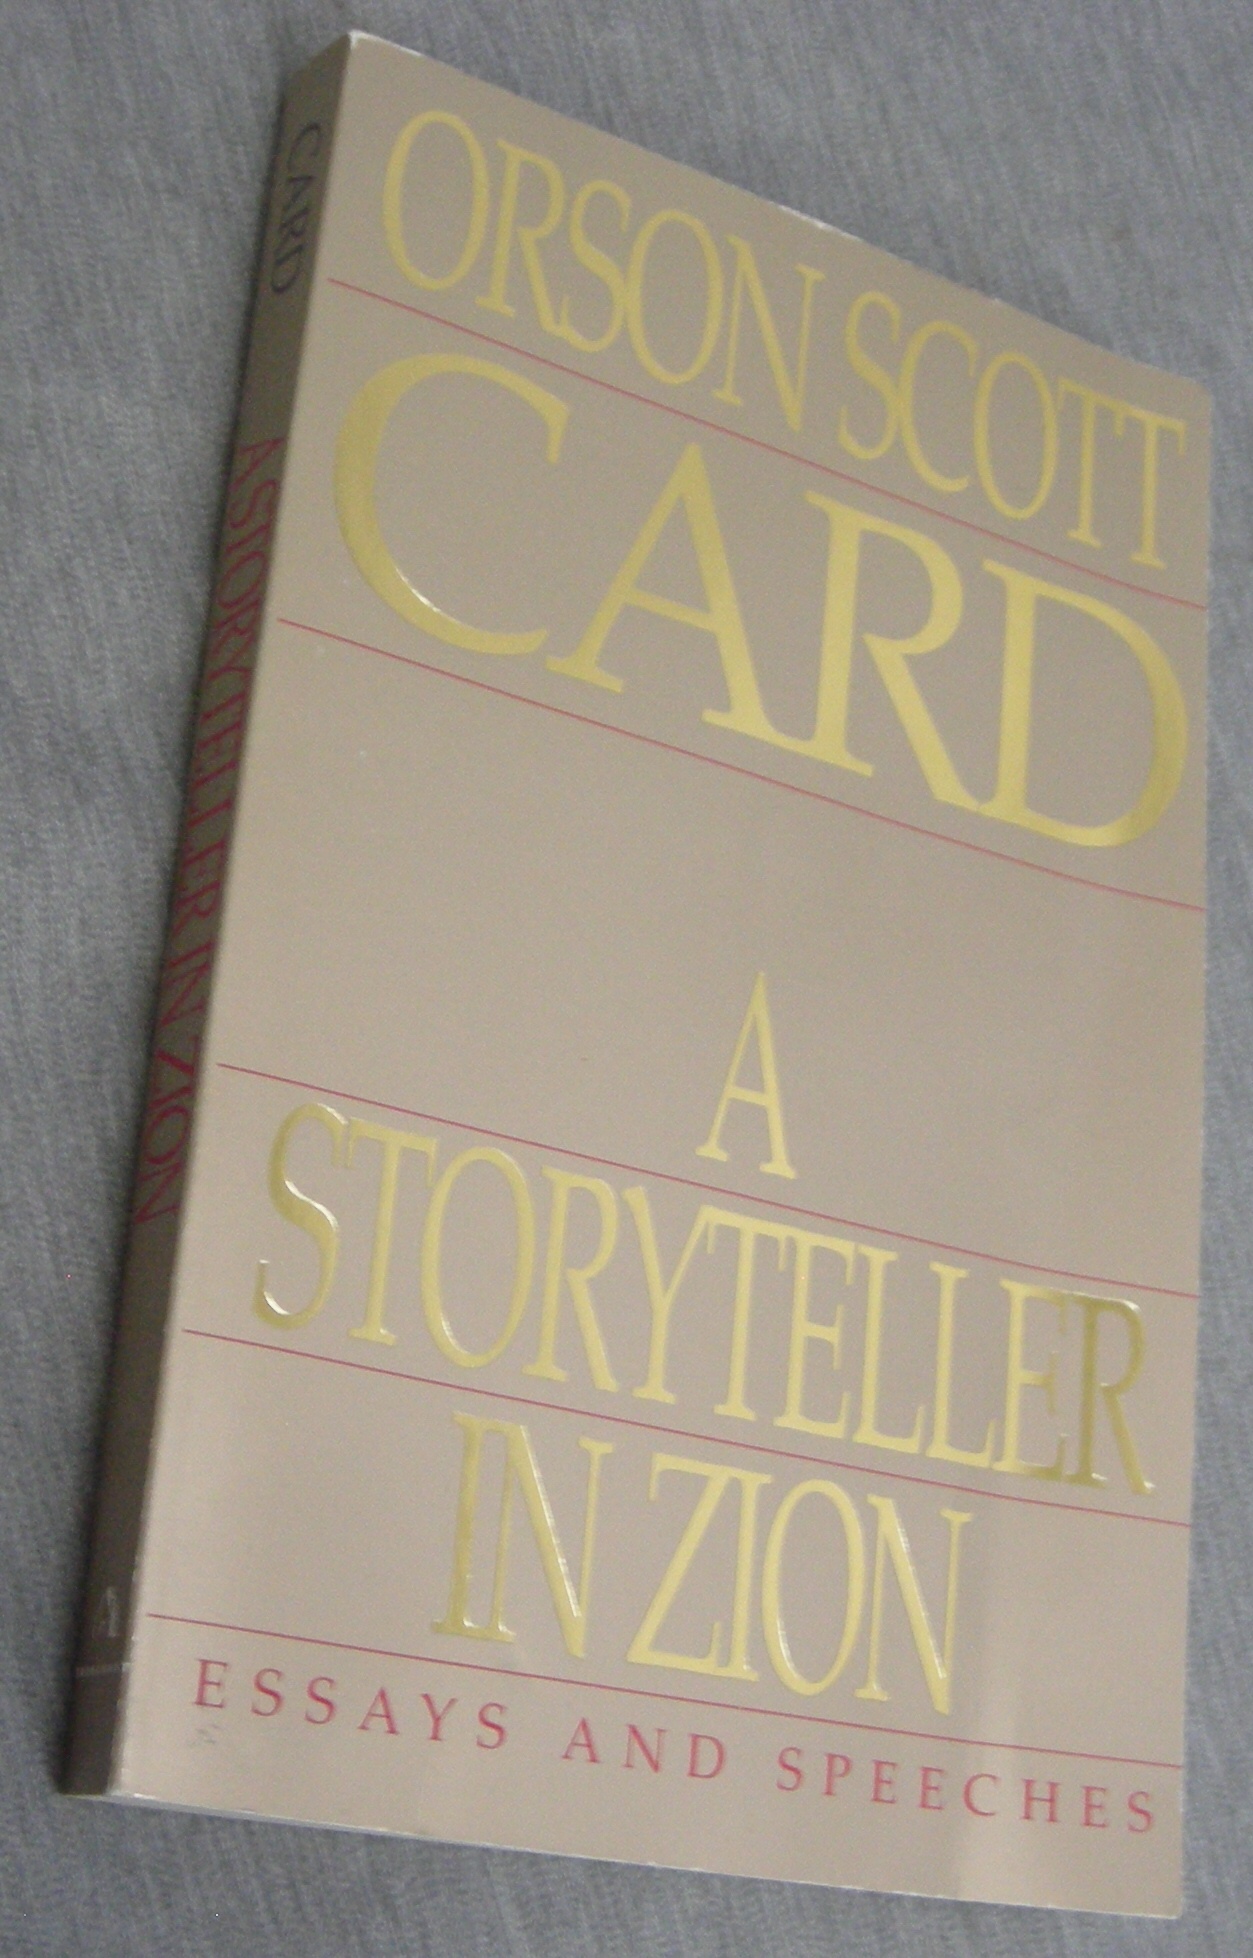 ORSON SCOTT
CARD
A
STORYTELLER
IN ZION
ESSAYS AND SPEECHES
CARD
A STORYTELLER IN ZION